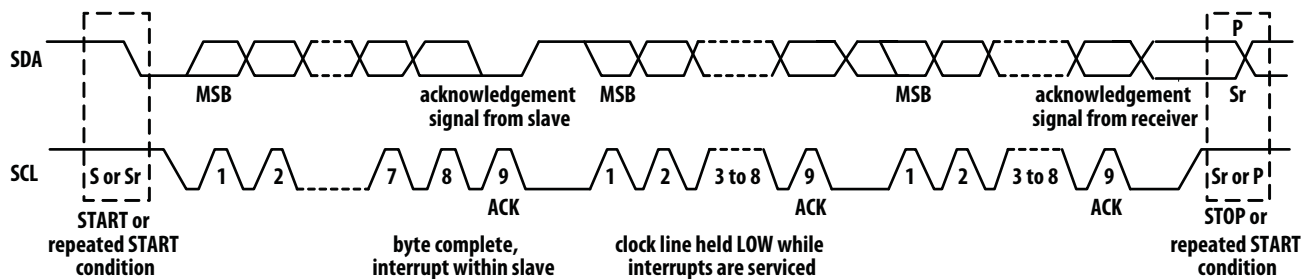 SDA
P
MSB
acknowledgement
signal from slave
MSB
MSB
acknowledgement
signal from receiver
Sr
SCL
S or Sr
1
2
7
8
9
1
2
3 to 8
9
1
2
3 to 8
9
Sr or P
ACK
ACK
ACK
START or
repeated START
condition
byte complete,
interrupt within slave
clock line held LOW while
interrupts are serviced
STOP or
repeated START
condition